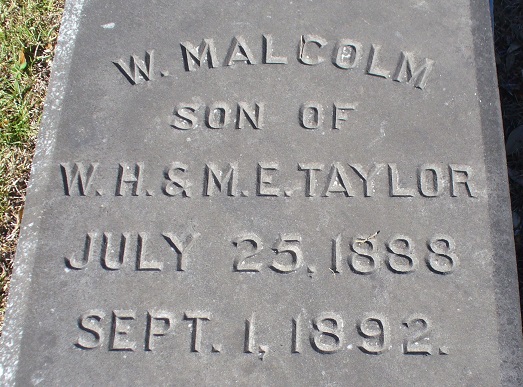 W. MALCOLM
SON OF
W. H. & M. E. TAYLOR
JULY 25, 1888
SEPT. 1, 1892.